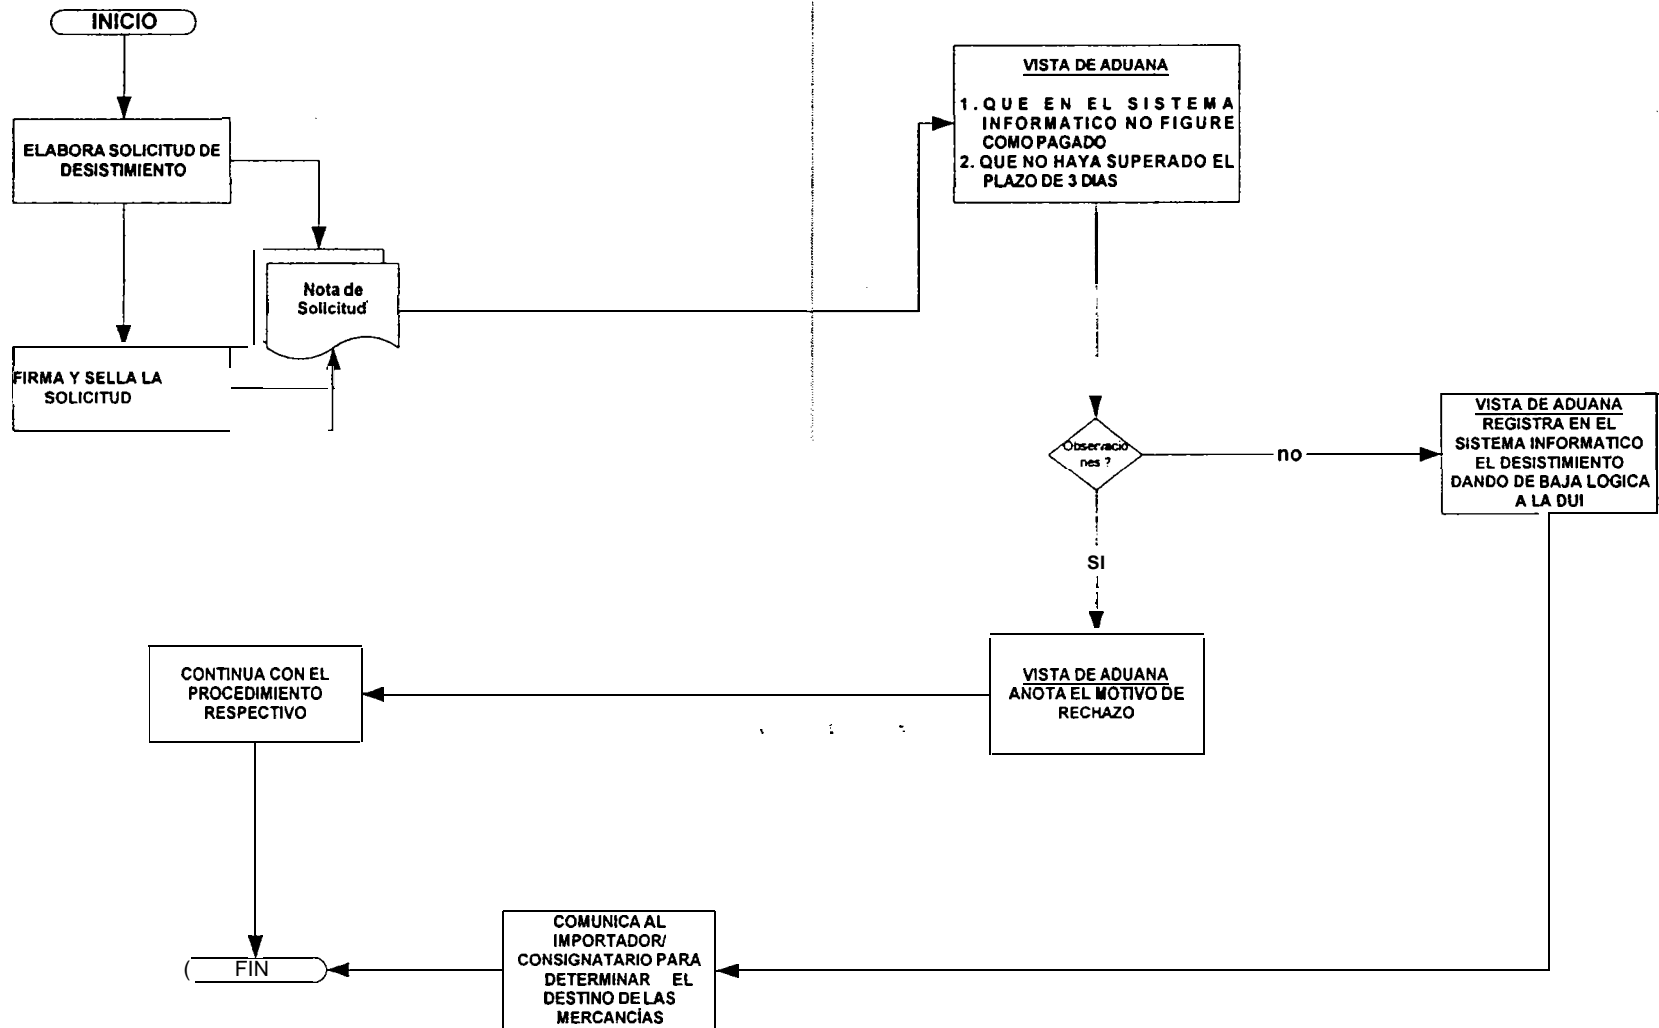 INICIO
ELABORA SOLICITUD DE
DESISTIMIENTO
Nota de
Solicitud
FIRMA Y SELLA LA
SOLICITUD
VISTA DE ADUANA
1. QUE EN EL SISTEMA
INFORMATICO NO FIGURE
COMO PAGADO
2. QUE NO HAYA SUPERADO EL
PLAZO DE 3 DIAS
Observacio
nes ?
no
VISTA DE ADUANA
REGISTRA EN EL
SISTEMA INFORMATICO
EL DESISTIMIENTO
DANDO DE BAJA LOGICA
A LA DUI
SI
VISTA DE ADUANA
ANOTA EL MOTIVO DE
RECHAZO
CONTINUA CON EL
PROCEDIMIENTO
RESPECTIVO
COMUNICA AL
IMPORTADOR/
CONSIGNATARIO PARA
DETERMINAR EL
DESTINO DE LAS
MERCANCÍAS
FIN